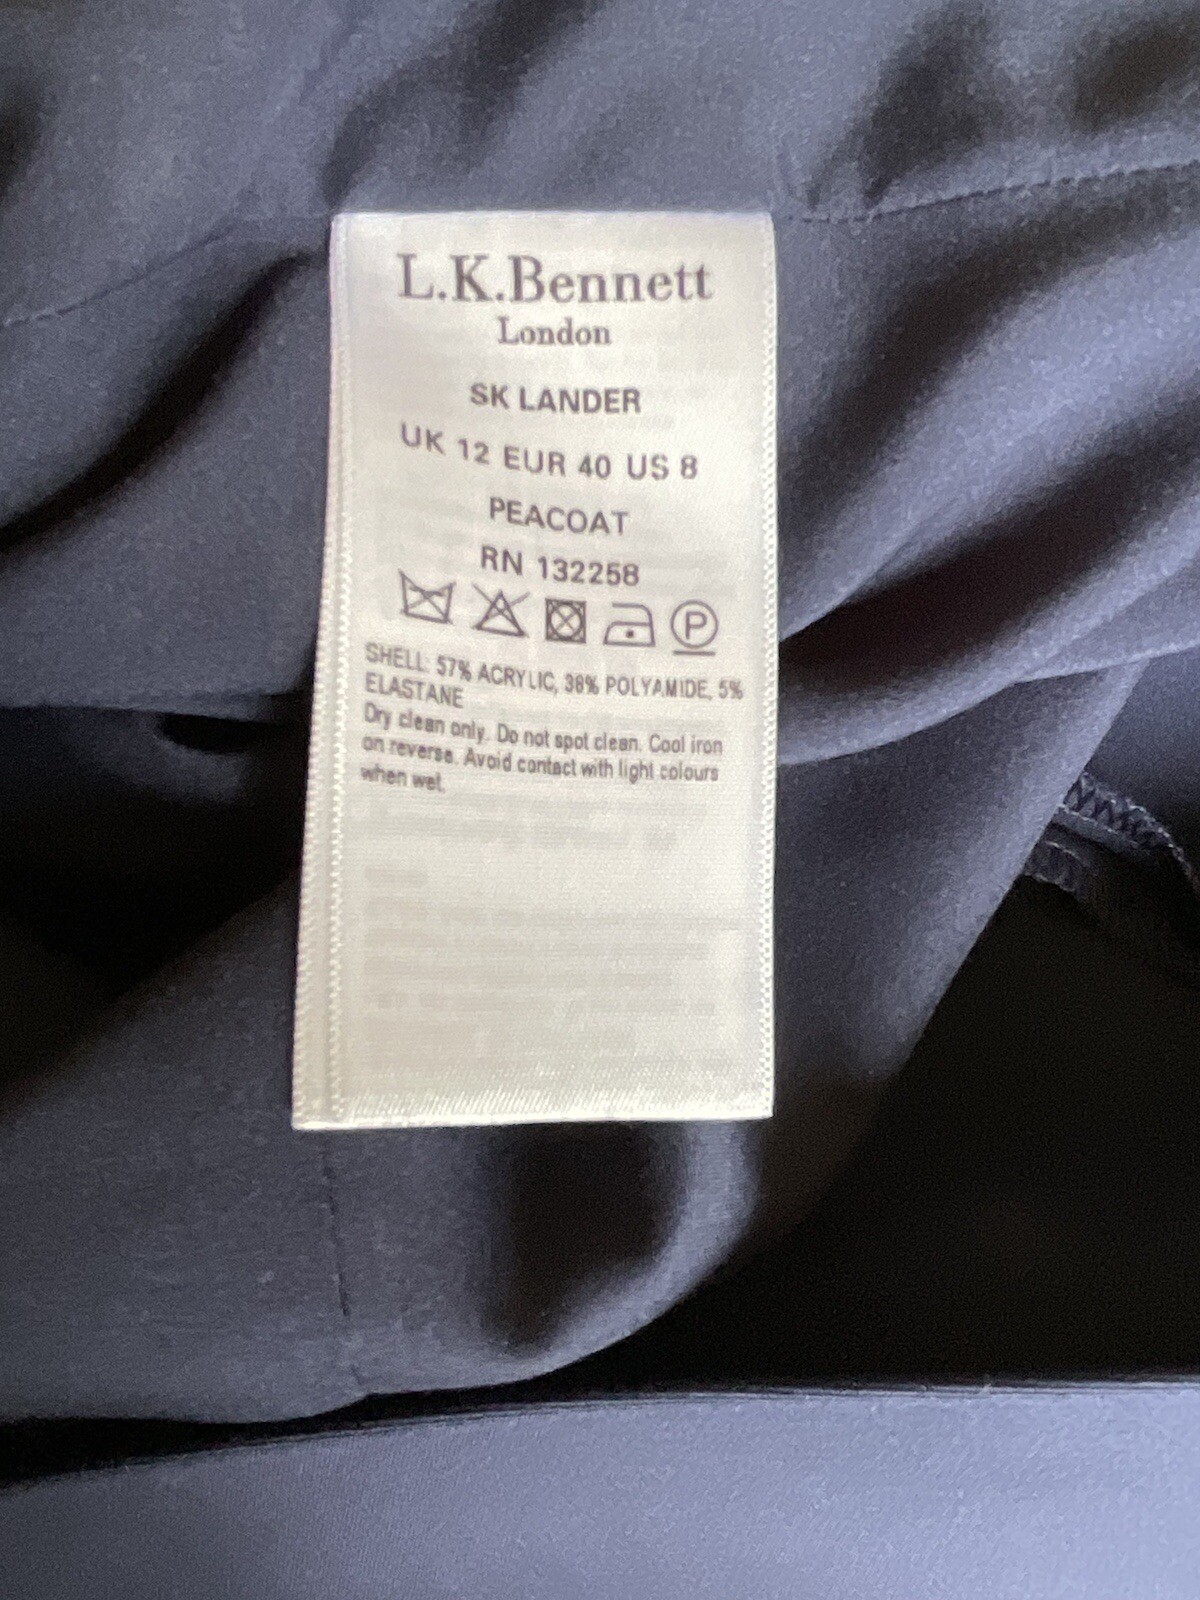 L.K.Bennett
London
SK LANDER
UK 12 EUR 40 US 8
PEACOAT
RN 132258
P
SHELL: 57% ACRYLIC, 38% POLYAMIDE, 5%
ELASTANE
Dry clean only. Do not spot clean. Cool iron
on reverse. Avoid contact with light colours
when wet.